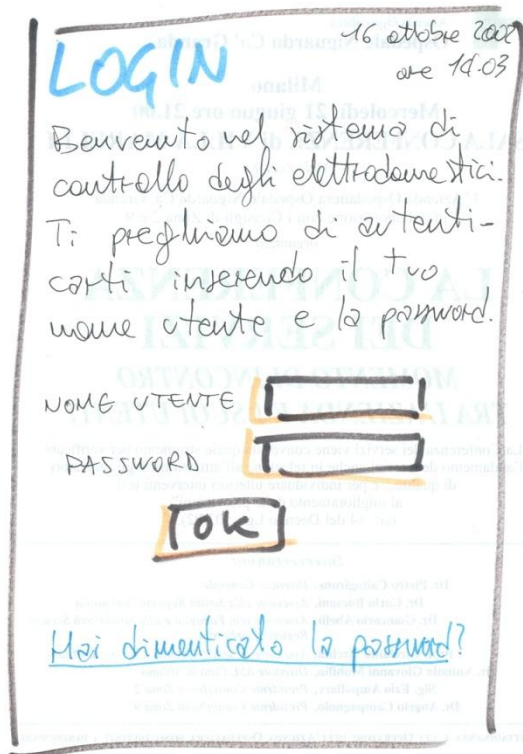 16 ottobre 2002
ore 14.03
LOGIN
Benvenuto nel sistema di
controllo degli elettrodomestici.
Ti preghiamo di autenti-
carti inserendo il tuo
nome utente e la password.
NOME UTENTE
PASSWORD
OK
Hai dimenticato la password?